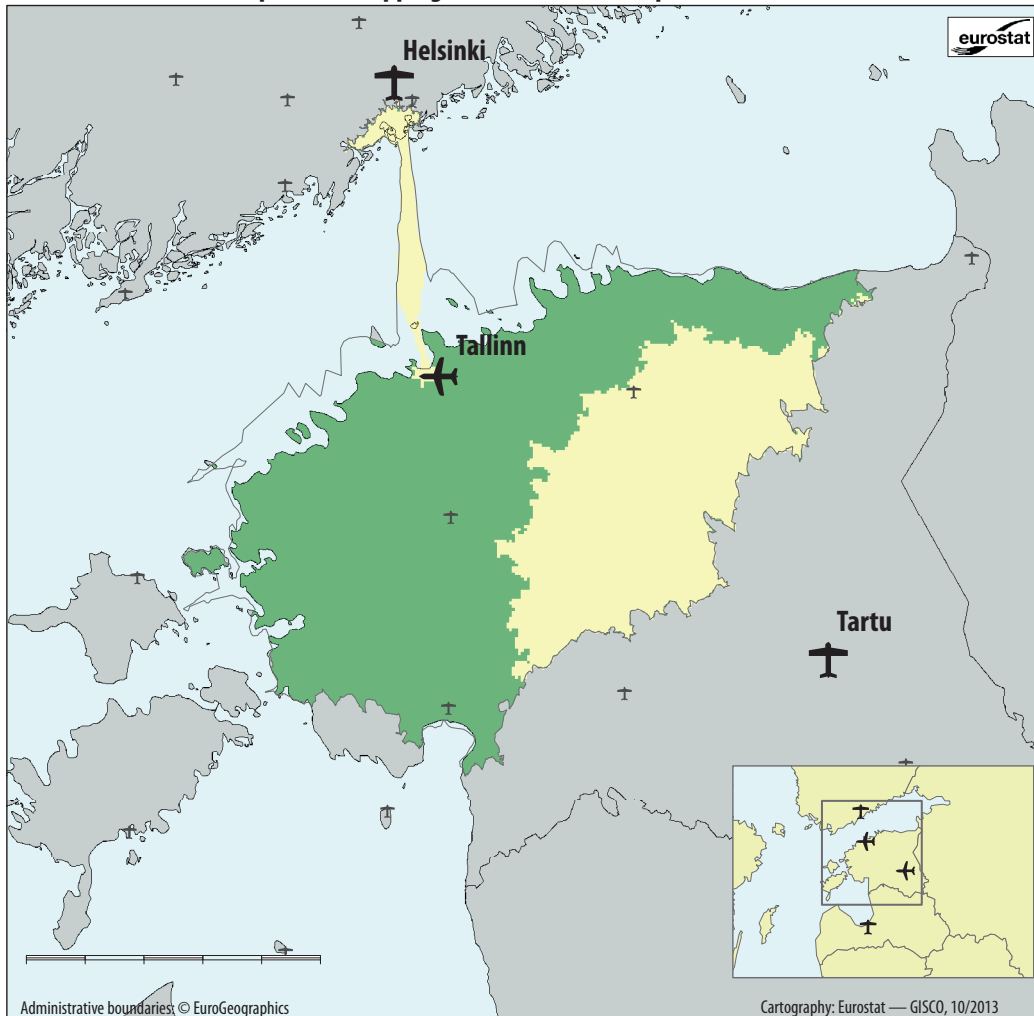 eurostat
Helsinki
Tallinn
Tartu
Administrative boundaries: © EuroGeographics
Cartography: Eurostat — GISCO, 10/2013